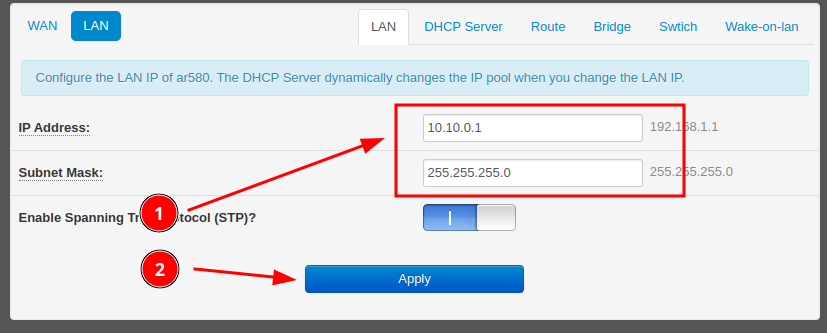 WAN LAN LAN DHCP Server Route Bridge Swtich Wake-on-lan
Configure the LAN IP of ar580. The DHCP Server dynamically changes the IP pool when you change the LAN IP.
IP Address: 10.10.0.1 192.168.1.1
Subnet Mask: 255.255.255.0 255.255.255.0
1
Enable Spanning Tr otocol (STP)?
2 Apply